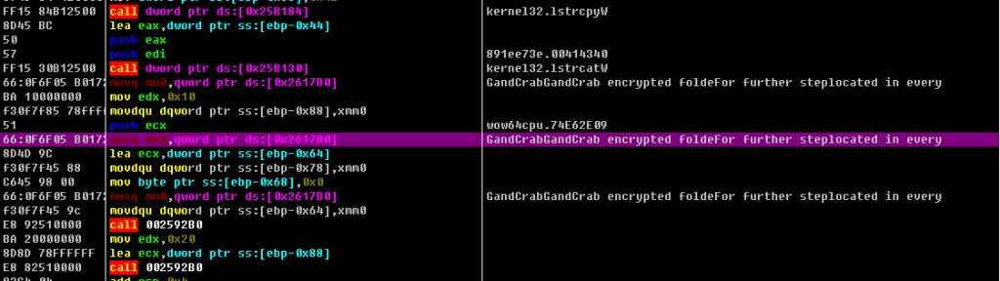 FF15 84B12500 call dword ptr ds:[0x25B184] kernel32.lstrcpyW
8D45 BC lea eax,dword ptr ss:[ebp-0x44]
50 push eax
57 push edi 891ee73e.00414340
FF15 30B12500 call dword ptr ds:[0x25B130] kernel32.lstrcatW
66:0F6F05 B0172 movq mm0,qword ptr ds:[0x2617B0] GandCrabGandCrab encrypted foldeFor further steplocated in every
BA 10000000 mov edx,0x10
f30f7f85 78fff movdqu dqword ptr ss:[ebp-0x88],xmm0
51 push ecx wow64cpu.74E62E09
66:0F6F05 B0172 movq mm0,qword ptr ds:[0x2617B0] GandCrabGandCrab encrypted foldeFor further steplocated in every
8D4D 9C lea ecx,dword ptr ss:[ebp-0x64]
f30f7f45 88 movdqu dqword ptr ss:[ebp-0x78],xmm0
C645 98 00 mov byte ptr ss:[ebp-0x68],0x0
66:0F6F05 B0172 movq mm0,qword ptr ds:[0x2617B0] GandCrabGandCrab encrypted foldeFor further steplocated in every
f30f7f45 9c movdqu dqword ptr ss:[ebp-0x64],xmm0
E8 92510000 call 002592B0
BA 20000000 mov edx,0x20
8D8D 78FFFFFF lea ecx,dword ptr ss:[ebp-0x88]
E8 82510000 call 002592B0